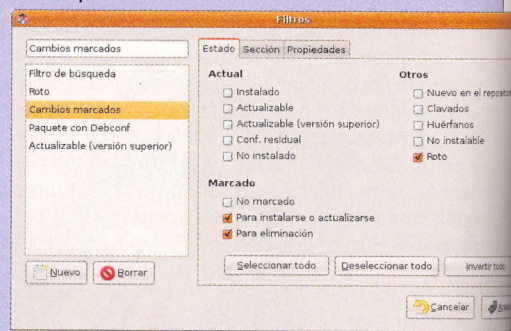 Filtros
Cambios marcados
Filtro de búsqueda
Roto
Cambios marcados
Paquete con Debconf
Actualizable (versión superior)
Nuevo
Borrar
Estado Sección Propiedades
Actual
Instalado
Actualizable
Actualizable (versión superior)
Conf. residual
No instalado
Otros
Nuevo en el
Clavados
Huérfanos
No instalable
Roto
Marcado
No marcado
Para instalarse o actualizarse
Para eliminación
Seleccionar todo
Deseleccionar todo
Invertir todo
Cancelar